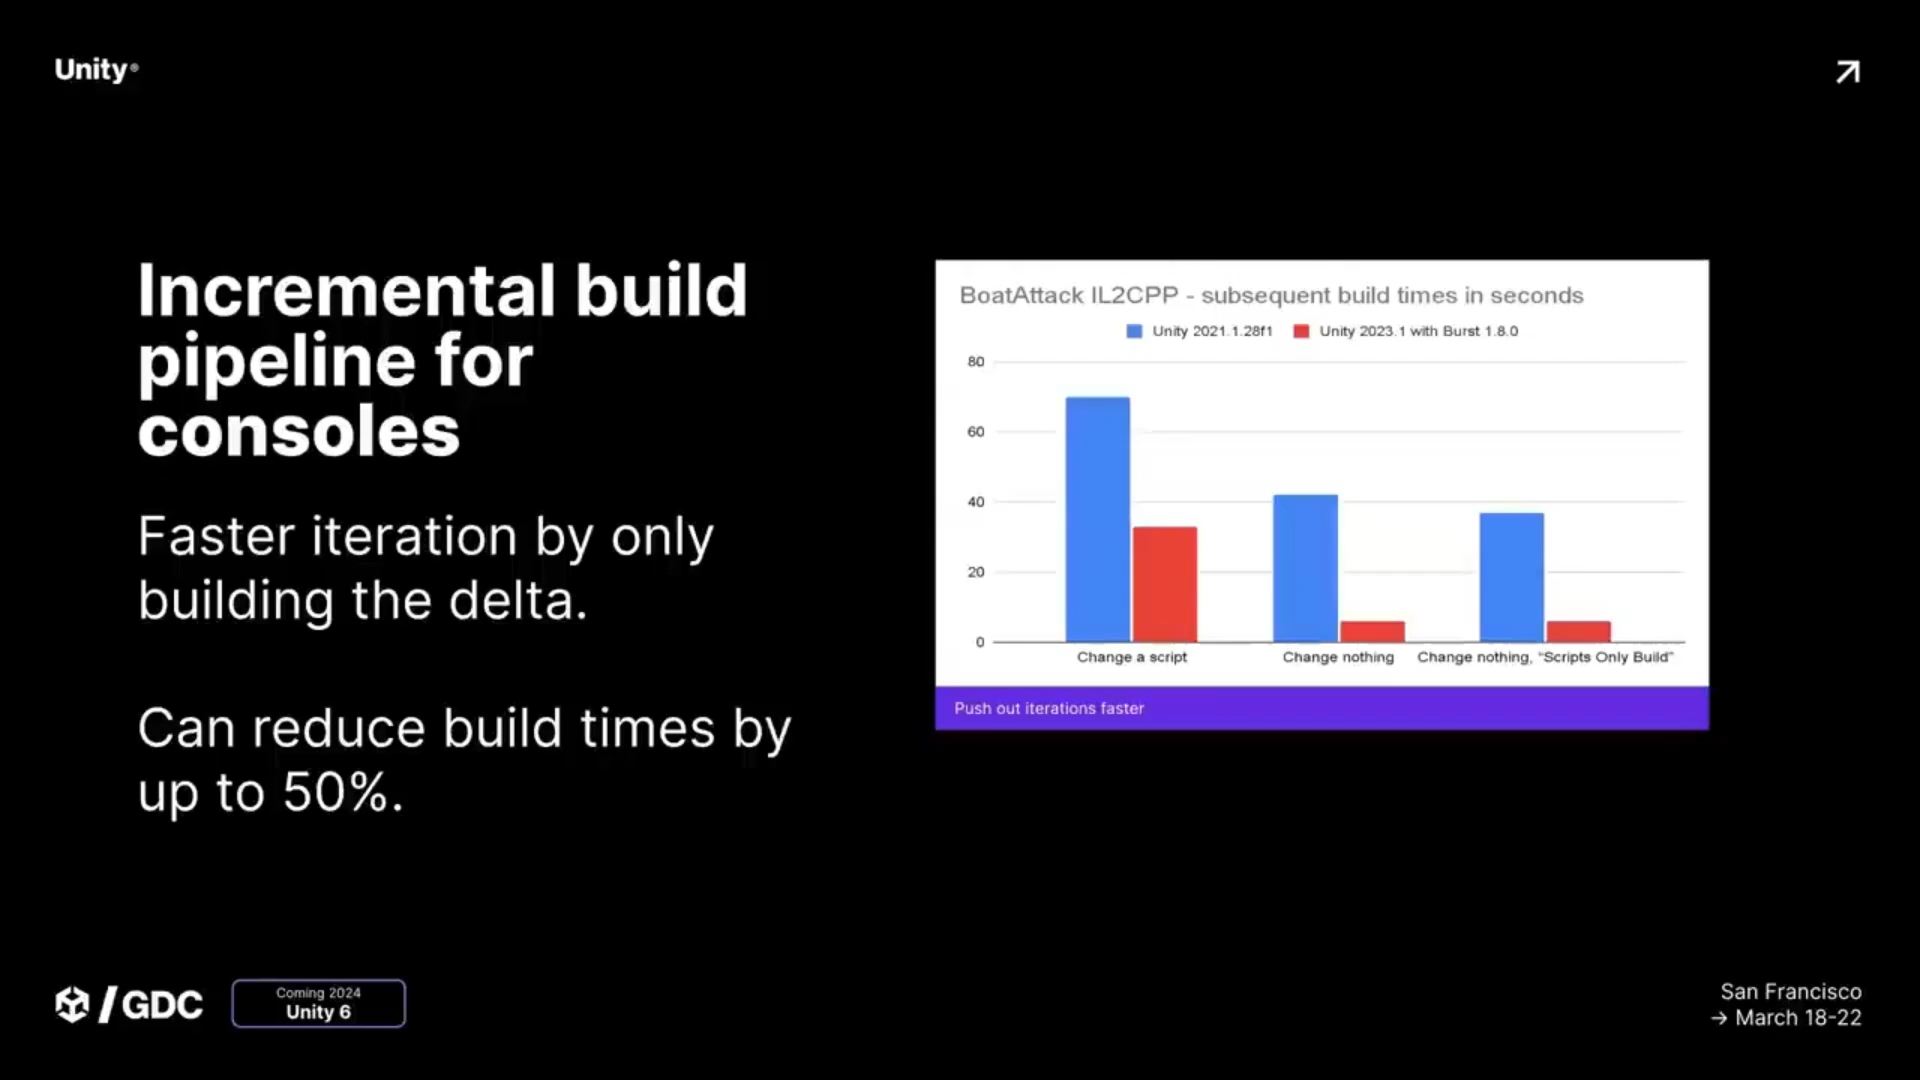 Unity®
Incremental build
pipeline for
consoles
Faster iteration by only
building the delta.
Can reduce build times by
up to 50%.
BoatAttack IL2CPP - subsequent build times in seconds
Unity 2021.1.28f1 Unity 2023.1 with Burst 1.8.0
80
60
40
20
0
Change a script Change nothing Change nothing, “Scripts Only Build”
Push out iterations faster
/GDC
Coming 2024
Unity 6
San Francisco
→ March 18-22